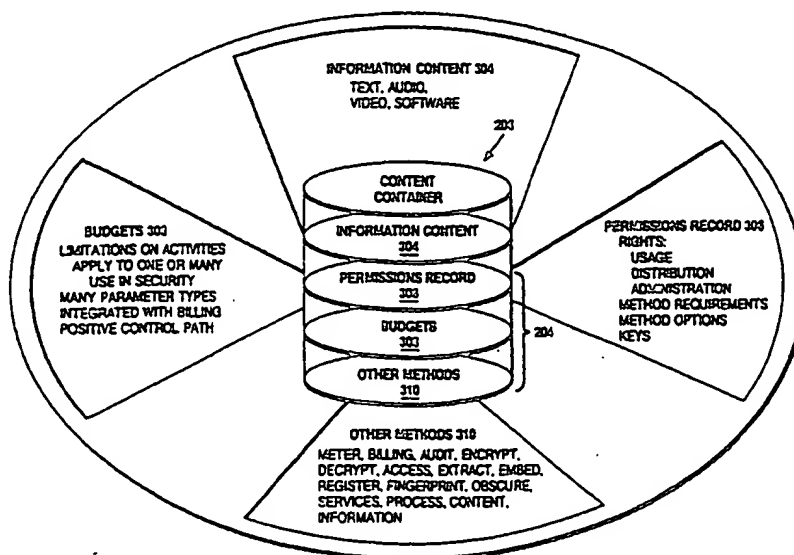 INFORMATION CONTENT 304
TEXT, AUDIO,
VIDEO, SOFTWARE
203
CONTENT
CONTAINER
INFORMATION CONTENT
304
PERMISSIONS RECORD
303
BUDGETS
303
OTHER METHODS
310
204
BUDGETS 303
LIMITATIONS ON ACTIVITIES
APPLY TO ONE OR MANY
USE IN SECURITY
MANY PARAMETER TYPES
INTEGRATED WITH BILLING
POSITIVE CONTROL PATH
PERMISSIONS RECORD 303
RIGHTS:
USAGE
DISTRIBUTION
ADMINISTRATION
METHOD REQUIREMENTS
METHOD OPTIONS
KEYS
OTHER METHODS 310
METER, BILLING, AUDIT, ENCRYPT,
DECRYPT, ACCESS, EXTRACT, EMBED,
REGISTER, FINGERPRINT, OBSCURE,
SERVICES, PROCESS, CONTENT,
INFORMATION